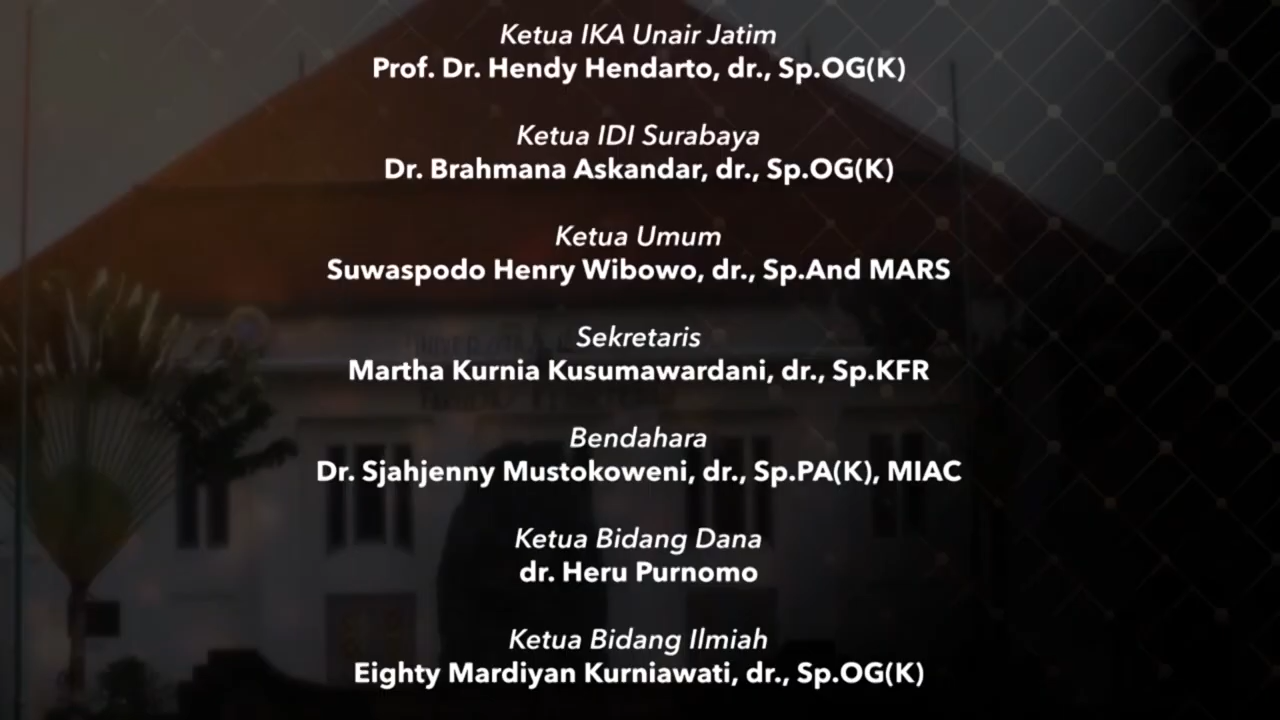 Ketua IKA Unair Jatim
Prof. Dr. Hendy Hendarto, dr., Sp.OG(K)
Ketua IDI Surabaya
Dr. Brahmana Askandar, dr., Sp.OG(K)
Ketua Umum
Suwaspodo Henry Wibowo, dr., Sp.And MARS
Sekretaris
Martha Kurnia Kusumawardani, dr., Sp.KFR
Bendahara
Dr. Sjahjenny Mustokoweni, dr., Sp.PA(K), MIAC
Ketua Bidang Dana
dr. Heru Purnomo
Ketua Bidang Ilmiah
Eighty Mardiyan Kurniawati, dr., Sp.OG(K)